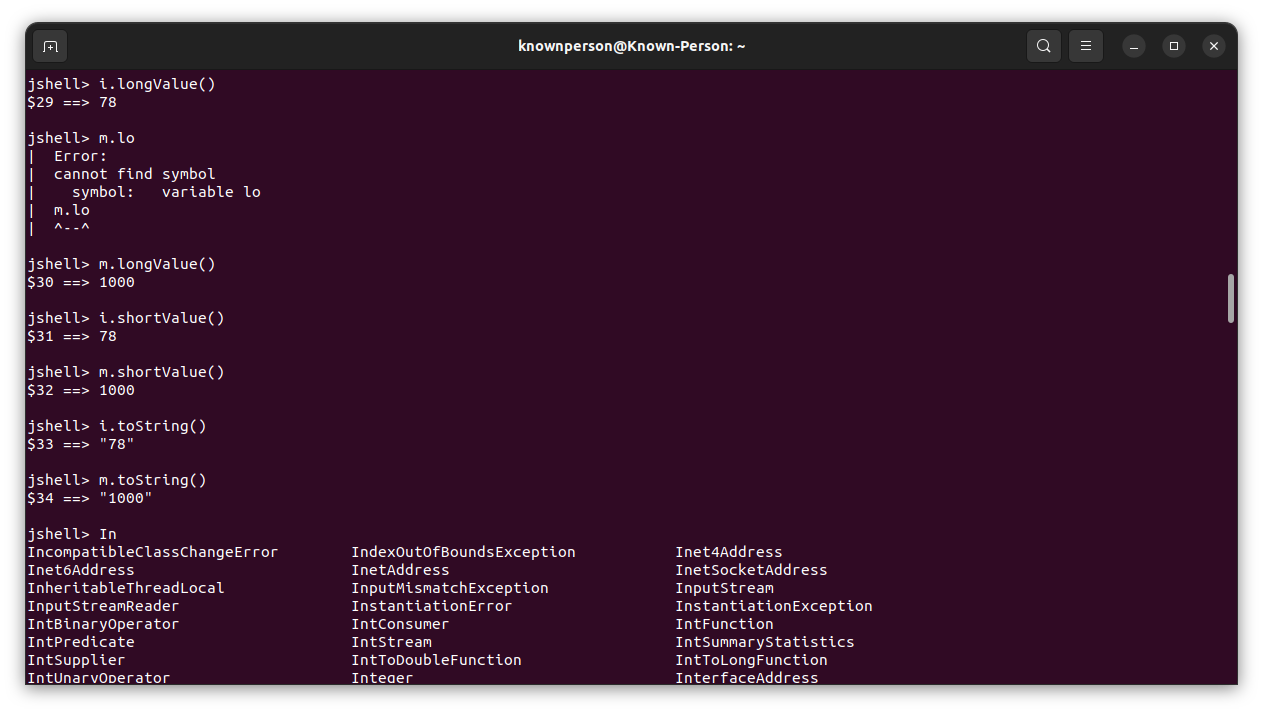 knownperson@Known-Person: ~
jshell> i.longValue()
$29 ==> 78
jshell> m.lo
|  Error:
|  cannot find symbol
|    symbol:   variable lo
|  m.lo
|  ^--^
jshell> m.longValue()
$30 ==> 1000
jshell> i.shortValue()
$31 ==> 78
jshell> m.shortValue()
$32 ==> 1000
jshell> i.toString()
$33 ==> "78"
jshell> m.toString()
$34 ==> "1000"
jshell> In
IncompatibleClassChangeError        IndexOutOfBoundsException           Inet4Address
Inet6Address                        InetAddress                         InetSocketAddress
InheritableThreadLocal              InputMismatchException              InputStream
InputStreamReader                   InstantiationError                  InstantiationException
IntBinaryOperator                   IntConsumer                         IntFunction
IntPredicate                        IntStream                           IntSummaryStatistics
IntSupplier                         IntToDoubleFunction                 IntToLongFunction
IntUnaryOperator                    Integer                             InterfaceAddress